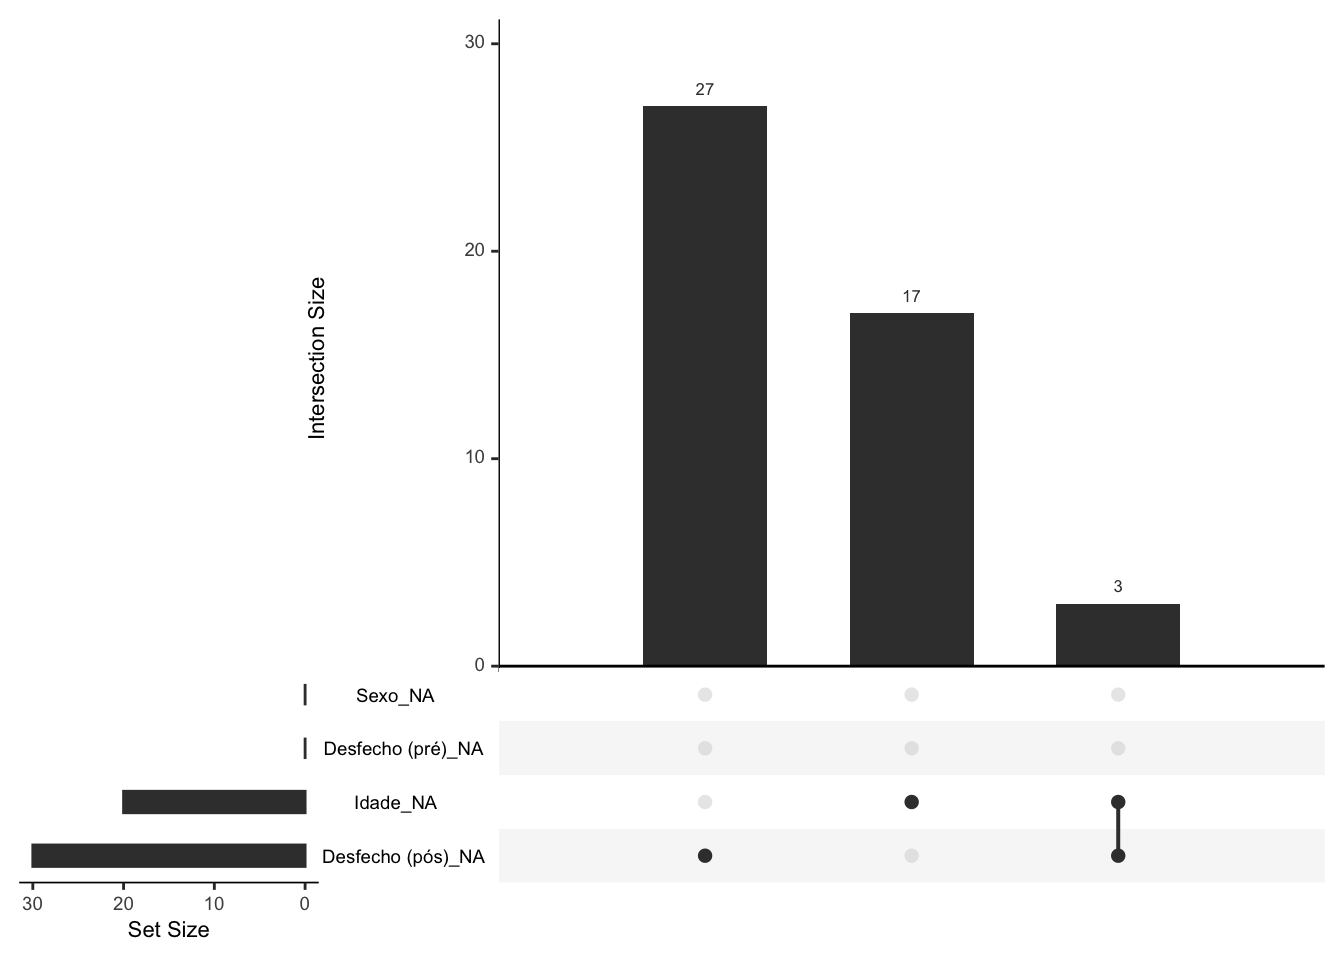 30
27
20
17
Intersection Size
10
3
0
Sexo_NA
Desfecho (pré)_NA
Idade_NA
Desfecho (pós)_NA
30 20 10 0
Set Size